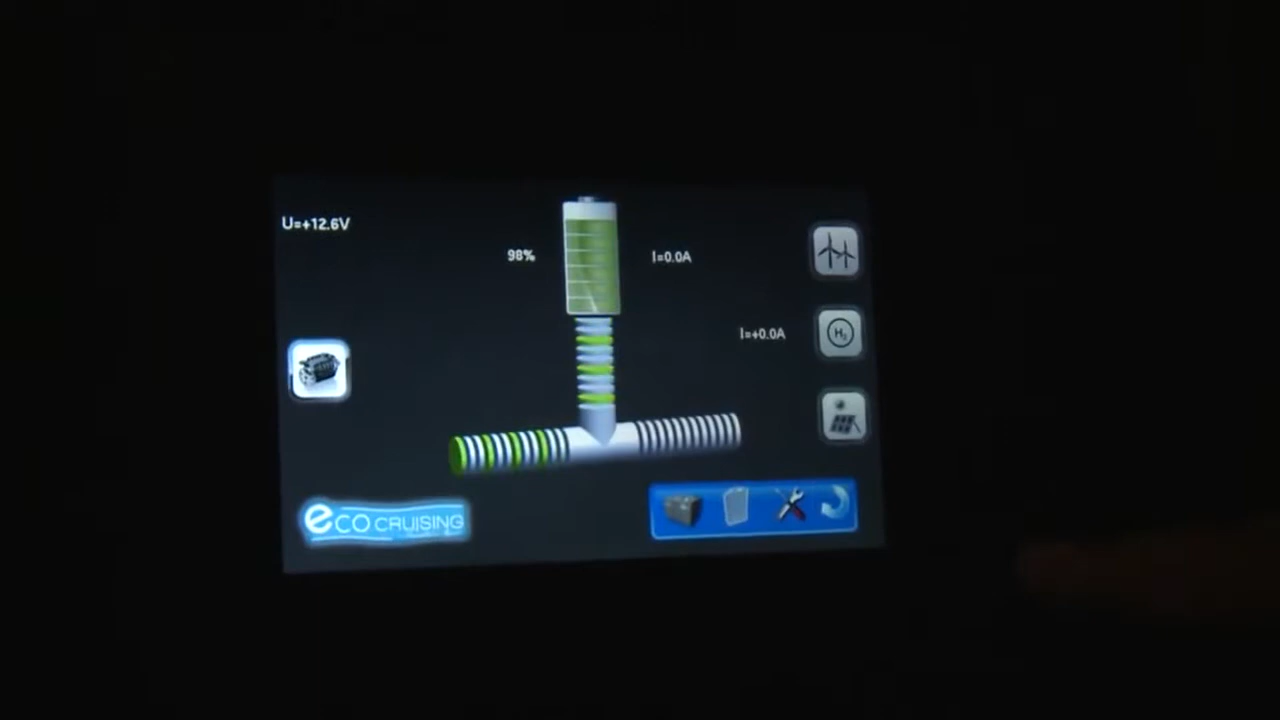 U=+12.6V
98%
I=0.0A
I=+0.0A
H₂
eco CRUISING